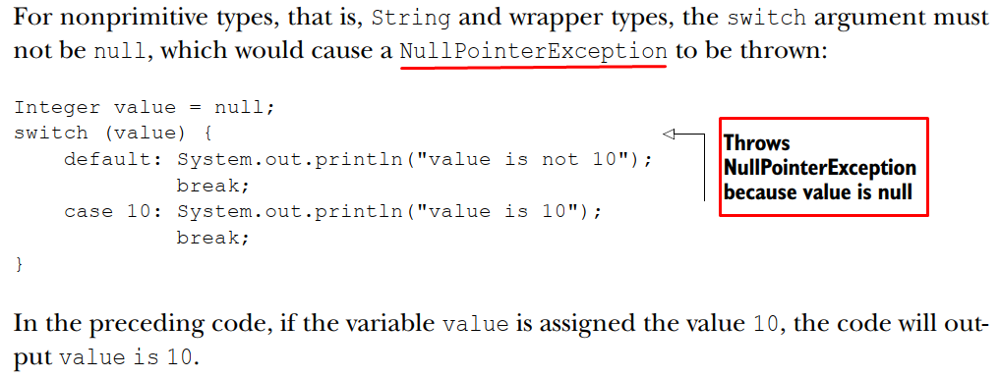 For nonprimitive types, that is, String and wrapper types, the switch argument must
not be null, which would cause a NullPointerException to be thrown:
Integer value = null;
switch (value) {
    default: System.out.println("value is not 10");
             break;
    case 10: System.out.println("value is 10");
             break;
}
Throws
NullPointerException
because value is null
In the preceding code, if the variable value is assigned the value 10, the code will out-
put value is 10.